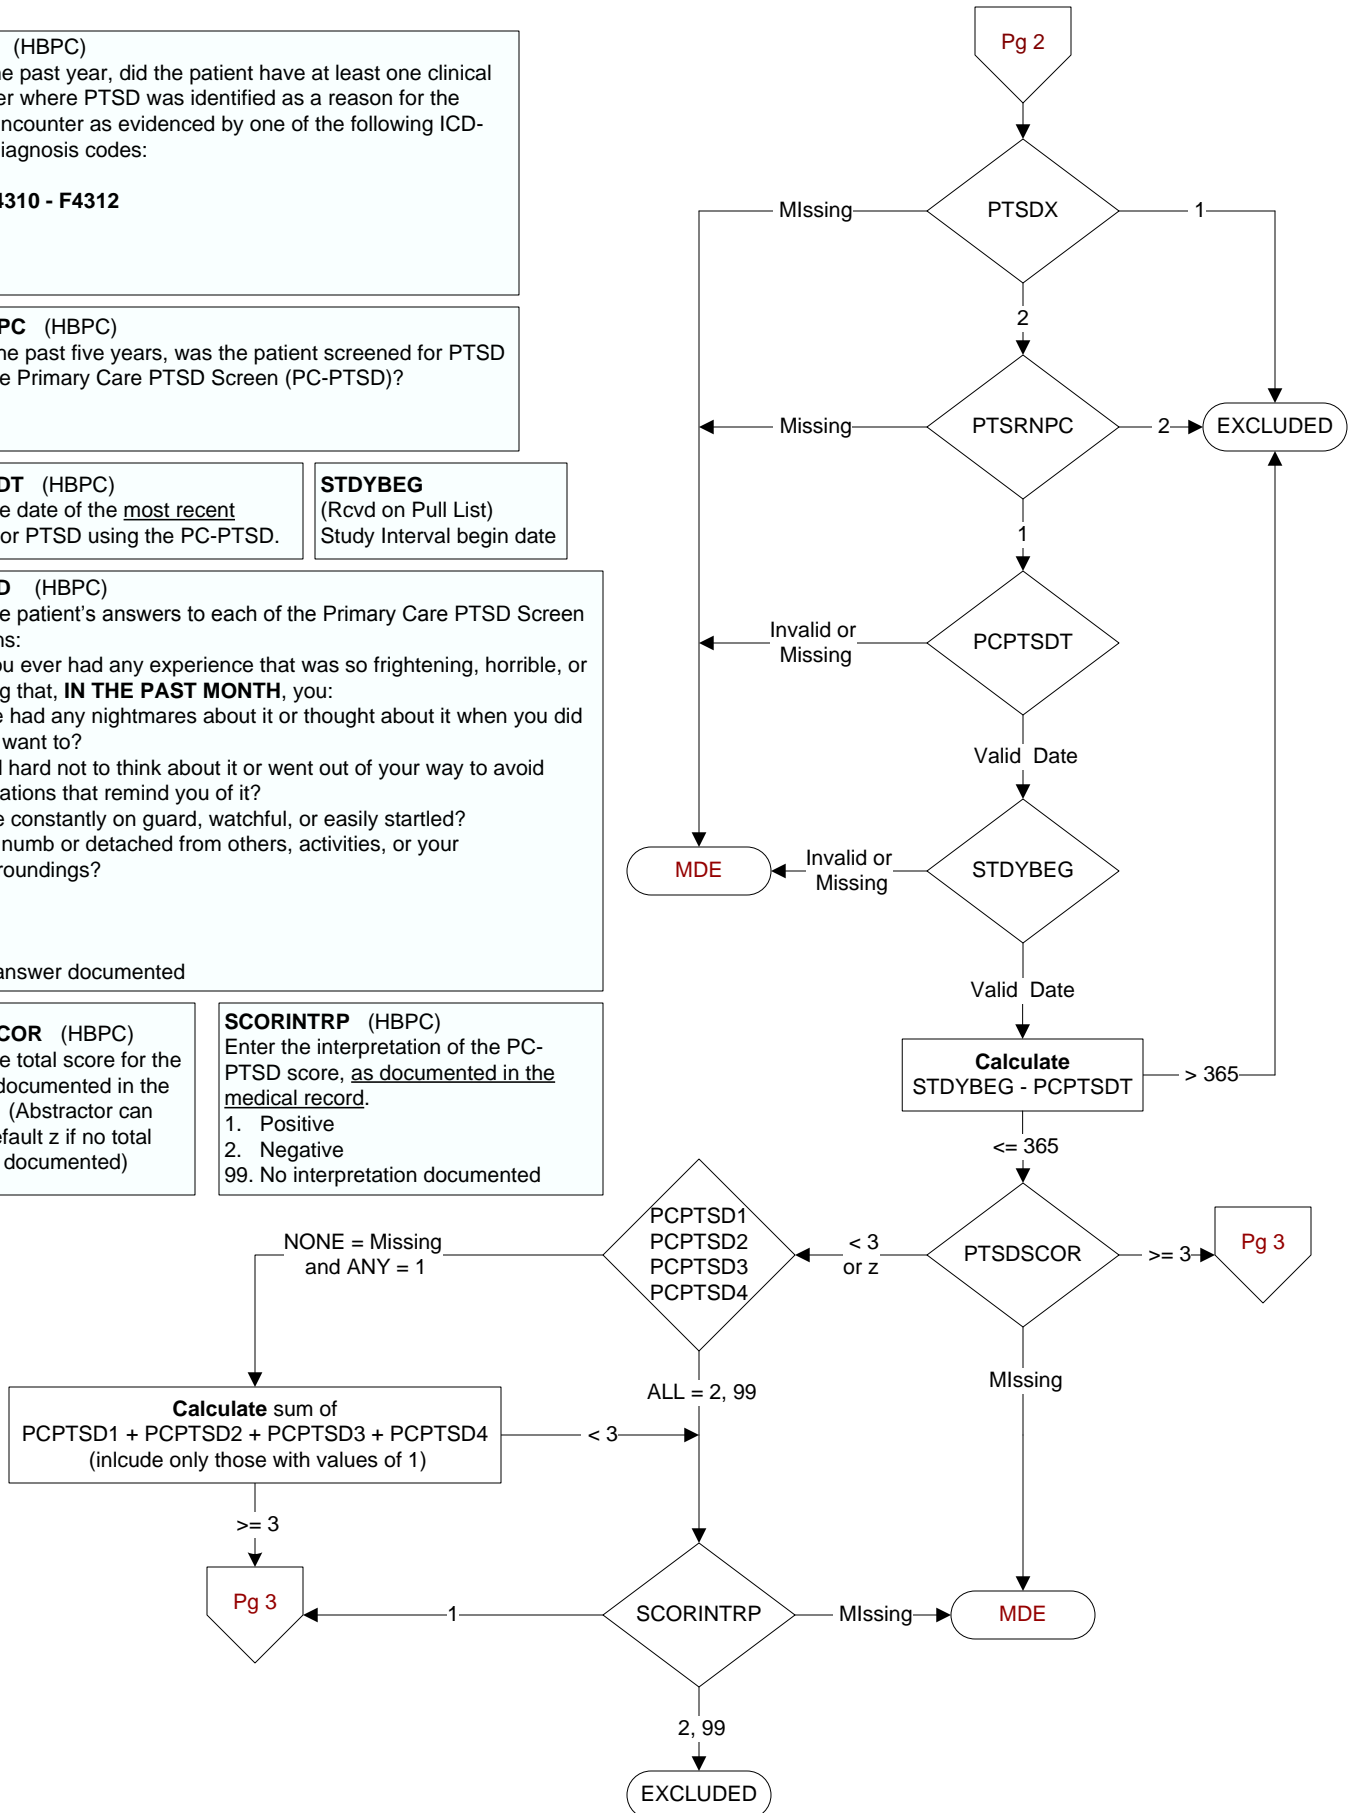 (HBPC)
e past year, did the patient have at least one clinical
er where PTSD was identified as a reason for the
ncounter as evidenced by one of the following ICD-
iagnosis codes:
4310 - F4312
PC (HBPC)
he past five years, was the patient screened for PTSD
e Primary Care PTSD Screen (PC-PTSD)?
DT (HBPC)
e date of the most recent
or PTSD using the PC-PTSD.
STDYBEG
(Rcvd on Pull List)
Study Interval begin date
D (HBPC)
e patient's answers to each of the Primary Care PTSD Screen
ns:
ou ever had any experience that was so frightening, horrible, or
g that, IN THE PAST MONTH, you:
e had any nightmares about it or thought about it when you did
want to?
d hard not to think about it or went out of your way to avoid
ations that remind you of it?
e constantly on guard, watchful, or easily startled?
numb or detached from others, activities, or your
roundings?
answer documented
COR (HBPC)
e total score for the
documented in the
(Abstractor can
efault z if no total
documented)
SCORINTRP (HBPC)
Enter the interpretation of the PC-
PTSD score, as documented in the
medical record.
1. Positive
2. Negative
99. No interpretation documented
Pg 2
MIssing
PTSDX
1
2
Missing
PTSRNPC
2
EXCLUDED
1
Invalid or
Missing
PCPTSDT
Valid Date
MDE
Invalid or
Missing
STDYBEG
Valid Date
Calculate
STDYBEG - PCPTSDT
> 365
<= 365
NONE = Missing
and ANY = 1
PCPTSD1
PCPTSD2
PCPTSD3
PCPTSD4
< 3
or z
PTSDSCOR
>= 3
Pg 3
MIssing
ALL = 2, 99
Calculate sum of
PCPTSD1 + PCPTSD2 + PCPTSD3 + PCPTSD4
(inlcude only those with values of 1)
< 3
>= 3
Pg 3
1
SCORINTRP
MIssing
MDE
2, 99
EXCLUDED